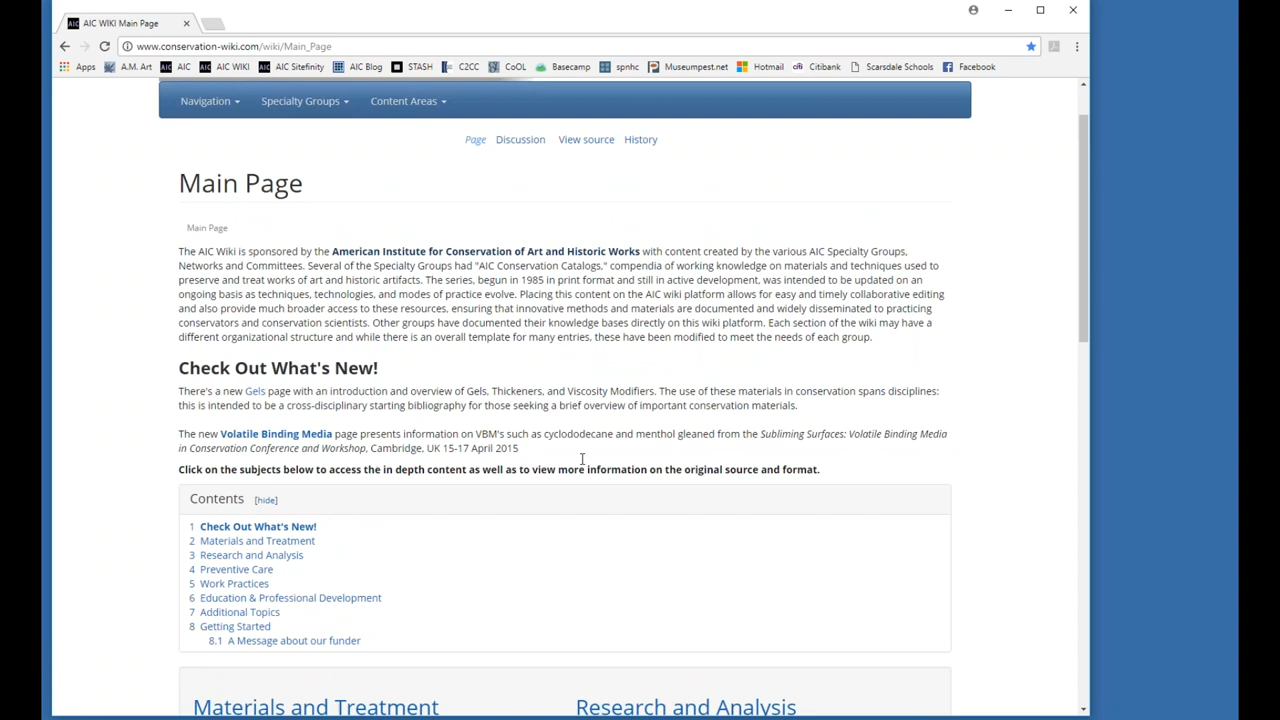 AIC WIKI Main Page
www.conservation-wiki.com/wiki/Main_Page
Apps A.M. Art AIC AIC WIKI AIC Sitefinity AIC Blog STASH C2CC CoOL Basecamp spnhc Museumpest.net Hotmail Citibank Scarsdale Schools Facebook
Navigation Specialty Groups Content Areas
Page Discussion View source History
Main Page
Main Page
The AIC Wiki is sponsored by the American Institute for Conservation of Art and Historic Works with content created by the various AIC Specialty Groups,
Networks and Committees. Several of the Specialty Groups had "AIC Conservation Catalogs," compendia of working knowledge on materials and techniques used to
preserve and treat works of art and historic artifacts. The series, begun in 1985 in print format and still in active development, was intended to be updated on an
ongoing basis as techniques, technologies, and modes of practice evolve. Placing this content on the AIC wiki platform allows for easy and timely collaborative editing
and also provide much broader access to these resources, ensuring that innovative methods and materials are documented and widely disseminated to practicing
conservators and conservation scientists. Other groups have documented their knowledge bases directly on this wiki platform. Each section of the wiki may have a
different organizational structure and while there is an overall template for many entries, these have been modified to meet the needs of each group.
Check Out What's New!
There's a new Gels page with an introduction and overview of Gels, Thickeners, and Viscosity Modifiers. The use of these materials in conservation spans disciplines:
this is intended to be a cross-disciplinary starting bibliography for those seeking a brief overview of important conservation materials.
The new Volatile Binding Media page presents information on VBM's such as cyclododecane and menthol gleaned from the Subliming Surfaces: Volatile Binding Media
in Conservation Conference and Workshop, Cambridge, UK 15-17 April 2015
Click on the subjects below to access the in depth content as well as to view more information on the original source and format.
Contents [hide]
1 Check Out What's New!
2 Materials and Treatment
3 Research and Analysis
4 Preventive Care
5 Work Practices
6 Education & Professional Development
7 Additional Topics
8 Getting Started
8.1 A Message about our funder
Materials and Treatment Research and Analysis